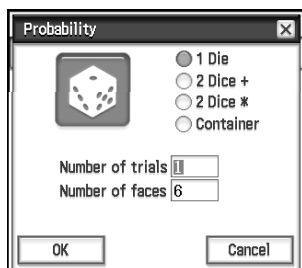 Probability
1 Die
2 Dice +
2 Dice *
Container
Number of trials 1
Number of faces 6
OK
Cancel